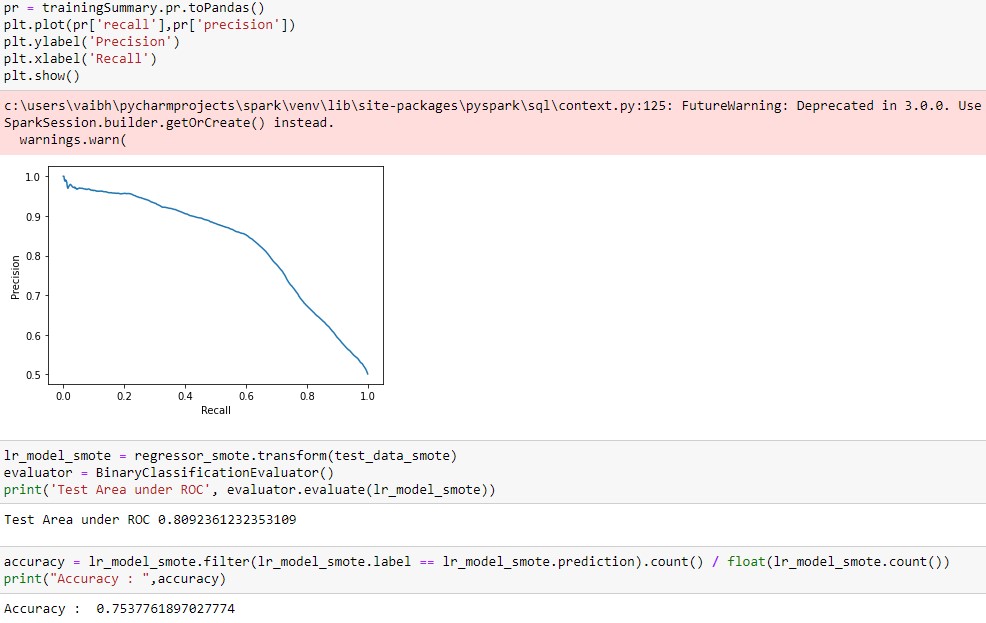 pr = trainingSummary.pr.toPandas()
plt.plot(pr['recall'],pr['precision'])
plt.ylabel('Precision')
plt.xlabel('Recall')
plt.show()
c:\users\vaibh\pycharmprojects\spark\venv\lib\site-packages\pyspark\sql\context.py:125: FutureWarning: Deprecated in 3.0.0. Use
SparkSession.builder.getOrCreate() instead.
  warnings.warn(
1.0
0.9
0.8
0.7
0.6
0.5
Precision
0.0 0.2 0.4 0.6 0.8 1.0
Recall
lr_model_smote = regressor_smote.transform(test_data_smote)
evaluator = BinaryClassificationEvaluator()
print('Test Area under ROC', evaluator.evaluate(lr_model_smote))
Test Area under ROC 0.8092361232353109
accuracy = lr_model_smote.filter(lr_model_smote.label == lr_model_smote.prediction).count() / float(lr_model_smote.count())
print("Accuracy : ",accuracy)
Accuracy :  0.7537761897027774